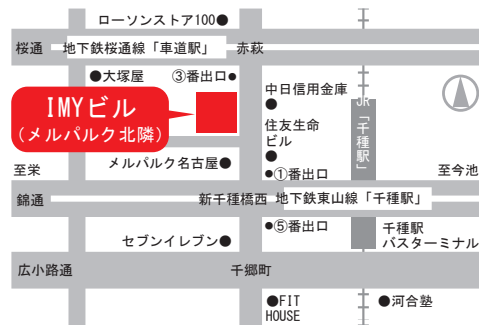 ローソンストア100●
桜通
地下鉄桜通線「車道駅」
赤萩
●大塚屋
③番出口●
IMYビル
(メルパルク北隣)
中日信用金庫
●
住友生命
ビル
●
JR「千種駅」
メルパルク名古屋●
●①番出口
至栄
至今池
錦通
新千種橋西
地下鉄東山線「千種駅」
●⑤番出口
セブンイレブン●
千種駅
バスターミナル
広小路通
千郷町
●FIT
HOUSE
●河合塾